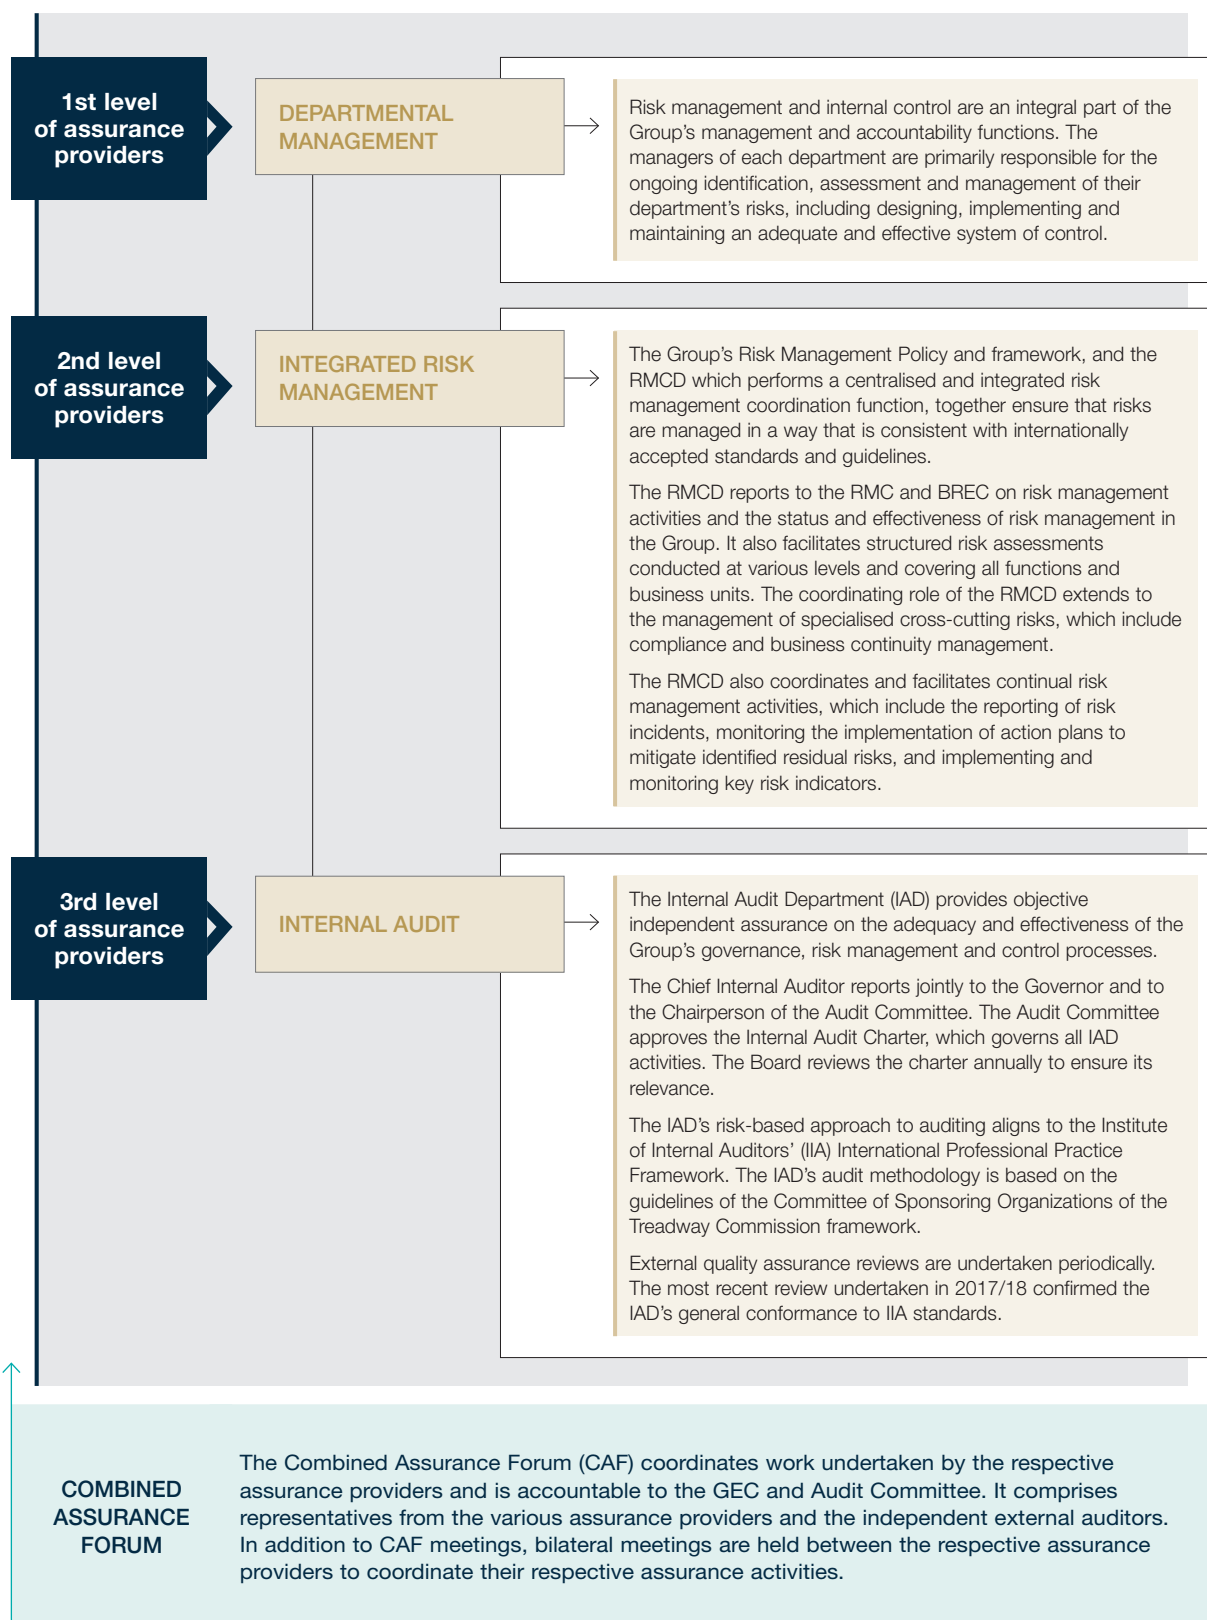 1st level
of assurance
providers
DEPARTMENTAL
MANAGEMENT
Risk management and internal control are an integral part of the
Group’s management and accountability functions. The
managers of each department are primarily responsible for the
ongoing identification, assessment and management of their
department’s risks, including designing, implementing and
maintaining an adequate and effective system of control.
2nd level
of assurance
providers
INTEGRATED RISK
MANAGEMENT
The Group’s Risk Management Policy and framework, and the
RMCD which performs a centralised and integrated risk
management coordination function, together ensure that risks
are managed in a way that is consistent with internationally
accepted standards and guidelines.
The RMCD reports to the RMC and BREC on risk management
activities and the status and effectiveness of risk management in
the Group. It also facilitates structured risk assessments
conducted at various levels and covering all functions and
business units. The coordinating role of the RMCD extends to
the management of specialised cross-cutting risks, which include
compliance and business continuity management.
The RMCD also coordinates and facilitates continual risk
management activities, which include the reporting of risk
incidents, monitoring the implementation of action plans to
mitigate identified residual risks, and implementing and
monitoring key risk indicators.
3rd level
of assurance
providers
INTERNAL AUDIT
The Internal Audit Department (IAD) provides objective
independent assurance on the adequacy and effectiveness of the
Group’s governance, risk management and control processes.
The Chief Internal Auditor reports jointly to the Governor and to
the Chairperson of the Audit Committee. The Audit Committee
approves the Internal Audit Charter, which governs all IAD
activities. The Board reviews the charter annually to ensure its
relevance.
The IAD’s risk-based approach to auditing aligns to the Institute
of Internal Auditors’ (IIA) International Professional Practice
Framework. The IAD’s audit methodology is based on the
guidelines of the Committee of Sponsoring Organizations of the
Treadway Commission framework.
External quality assurance reviews are undertaken periodically.
The most recent review undertaken in 2017/18 confirmed the
IAD’s general conformance to IIA standards.
COMBINED
ASSURANCE
FORUM
The Combined Assurance Forum (CAF) coordinates work undertaken by the respective
assurance providers and is accountable to the GEC and Audit Committee. It comprises
representatives from the various assurance providers and the independent external auditors.
In addition to CAF meetings, bilateral meetings are held between the respective assurance
providers to coordinate their respective assurance activities.